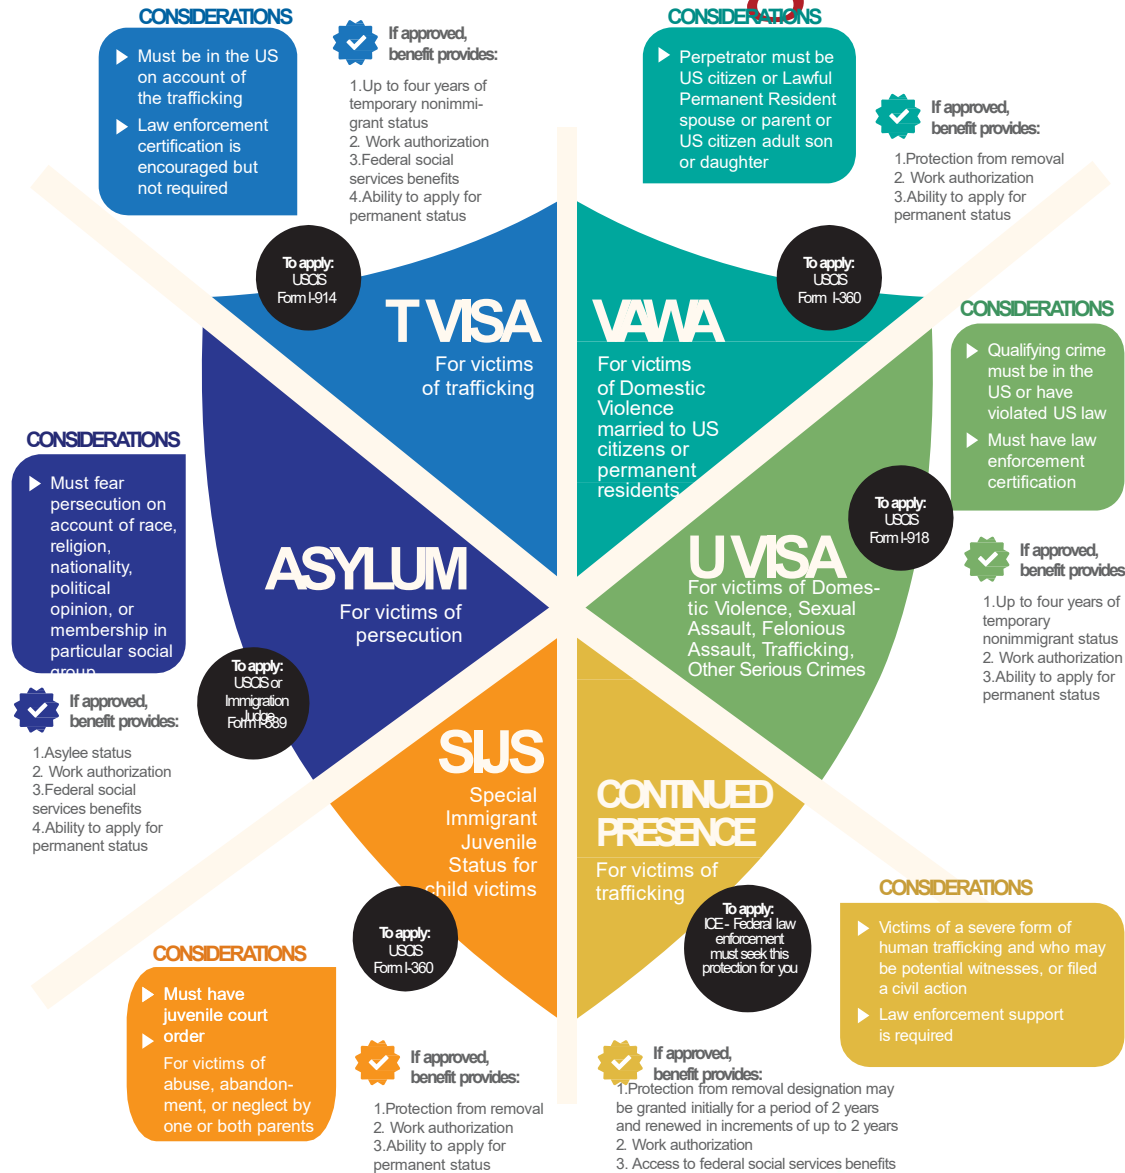 CONSIDERATIONS
Must be in the US
on account of
the trafficking
Law enforcement
certification is
encouraged but
not required
If approved,
benefit provides:
1.Up to four years of
temporary nonimmi-
grant status
2. Work authorization
3.Federal social
services benefits
4.Ability to apply for
permanent status
To apply:
USCIS
Form I-914
T VISA
For victims
of trafficking
CONSIDERATIONS
Perpetrator must be
US citizen or Lawful
Permanent Resident
spouse or parent or
US citizen adult son
or daughter
If approved,
benefit provides:
1.Protection from removal
2. Work authorization
3.Ability to apply for
permanent status
To apply:
USCIS
Form I-360
VAWA
For victims
of Domestic
Violence
married to US
citizens or
permanent
residents
CONSIDERATIONS
Qualifying crime
must be in the
US or have
violated US law
Must have law
enforcement
certification
To apply:
USCIS
Form I-918
U VISA
For victims of Domes-
tic Violence, Sexual
Assault, Felonious
Assault, Trafficking,
Other Serious Crimes
If approved,
benefit provides
1.Up to four years of
temporary
nonimmigrant status
2. Work authorization
3.Ability to apply for
permanent status
CONSIDERATIONS
Must fear
persecution on
account of race,
religion,
nationality,
political
opinion, or
membership in
particular social
group
ASYLUM
For victims of
persecution
To apply:
USCIS or
Immigration
Judge
Form I-589
If approved,
benefit provides:
1.Asylee status
2. Work authorization
3.Federal social
services benefits
4.Ability to apply for
permanent status
SIJS
Special
Immigrant
Juvenile
Status for
child victims
To apply:
USCIS
Form I-360
CONSIDERATIONS
Must have
juvenile court
order
For victims of
abuse, abandon-
ment, or neglect by
one or both parents
If approved,
benefit provides:
1.Protection from removal
2. Work authorization
3.Ability to apply for
permanent status
CONTINUED
PRESENCE
For victims of
trafficking
To apply:
ICE - Federal law
enforcement
must seek this
protection for you
CONSIDERATIONS
Victims of a severe form of
human trafficking and who may
be potential witnesses, or filed
a civil action
Law enforcement support
is required
If approved,
benefit provides:
1.Protection from removal designation may
be granted initially for a period of 2 years
and renewed in increments of up to 2 years
2. Work authorization
3. Access to federal social services benefits